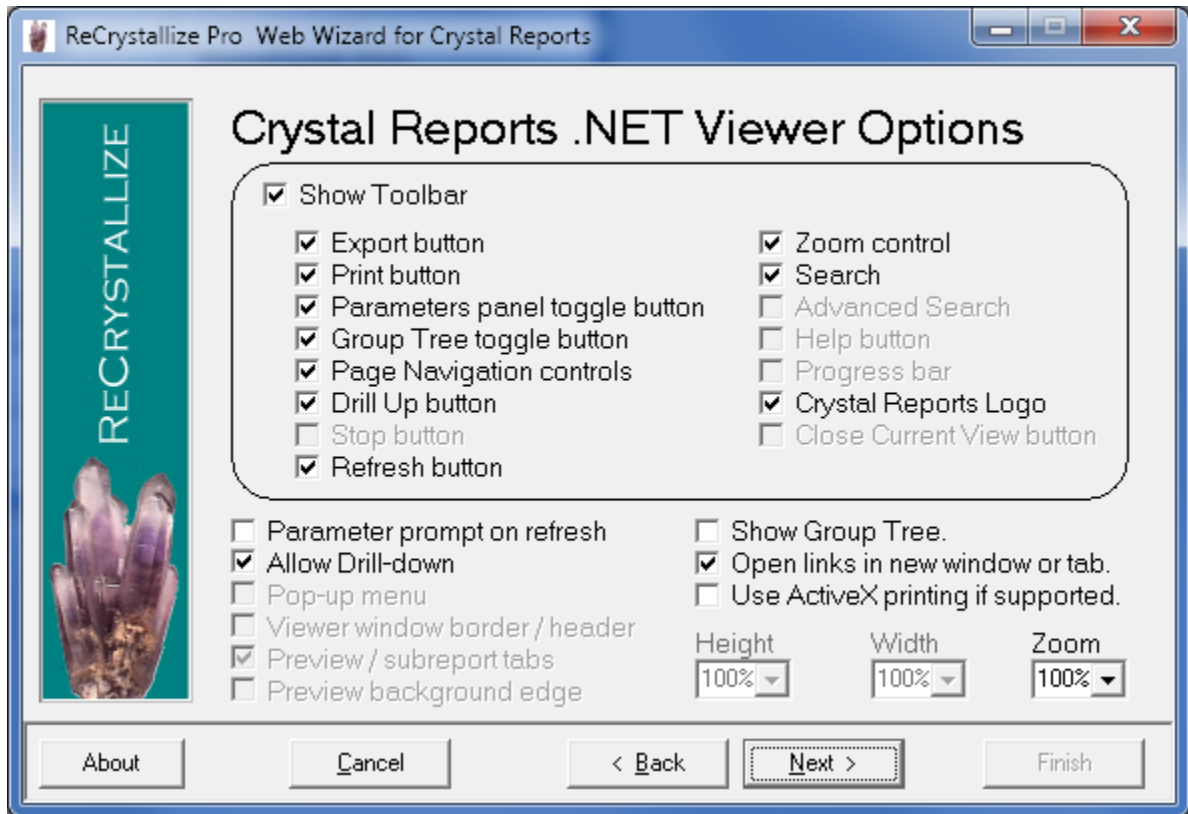 ReCrystallize Pro  Web Wizard for Crystal Reports
RECRYSTALLIZE
Crystal Reports .NET Viewer Options
Show Toolbar
Export button
Print button
Parameters panel toggle button
Group Tree toggle button
Page Navigation controls
Drill Up button
Stop button
Refresh button
Zoom control
Search
Advanced Search
Help button
Progress bar
Crystal Reports Logo
Close Current View button
Parameter prompt on refresh
Allow Drill-down
Pop-up menu
Viewer window border / header
Preview / subreport tabs
Preview background edge
Show Group Tree.
Open links in new window or tab.
Use ActiveX printing if supported.
Height Width Zoom
100% 100% 100%
About Cancel < Back Next > Finish